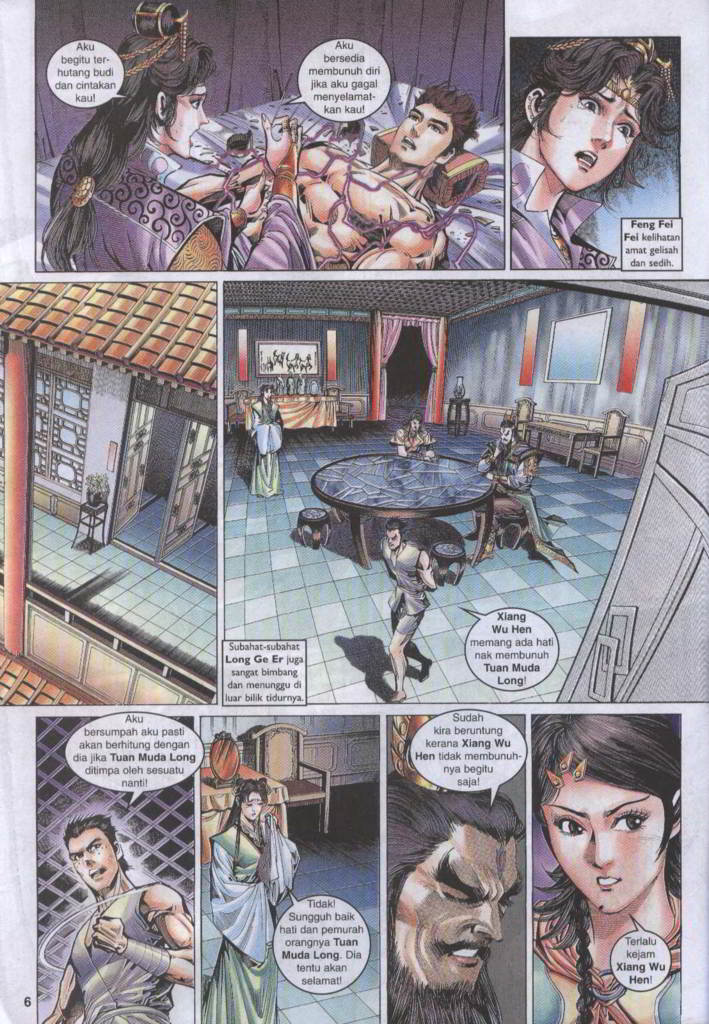 Aku
begitu ter-
hutang budi
dan cintakan
kau!
Aku
bersedia
membunuh diri
jika aku gagal
menyelamat-
kan kau!
Feng Fei
Fei kelihatan
amat gelisah
dan sedih.
Subahat-subahat
Long Ge Er juga
sangat bimbang
dan menunggu di
luar bilik tidurnya.
Xiang
Wu Hen
memang ada hati
nak membunuh
Tuan Muda
Long!
Aku
bersumpah aku pasti
akan berhitung dengan
dia jika Tuan Muda Long
ditimpa oleh sesuatu
nanti!
Tidak!
Sungguh baik
hati dan pemurah
orangnya Tuan
Muda Long. Dia
tentu akan
selamat!
Sudah
kira beruntung
kerana Xiang Wu
Hen tidak membunuh-
nya begitu
saja!
Terlalu
kejam
Xiang Wu
Hen!
6